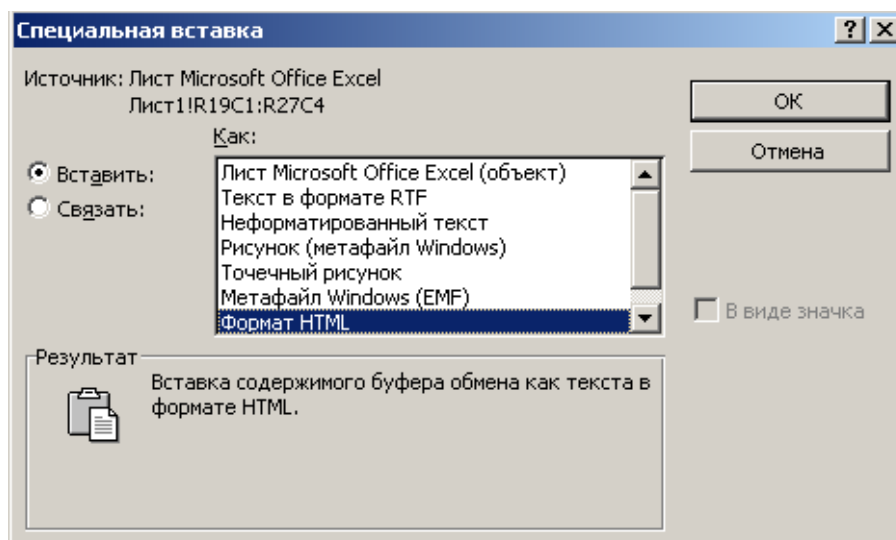 Специальная вставка
Источник: Лист Microsoft Office Excel
Лист1!R19C1:R27C4
Как:
Вставить:
Связать:
Лист Microsoft Office Excel (объект)
Текст в формате RTF
Неформатированный текст
Рисунок (метафайл Windows)
Точечный рисунок
Метафайл Windows (EMF)
Формат HTML
ОК
Отмена
В виде значка
Результат
Вставка содержимого буфера обмена как текста в
формате HTML.